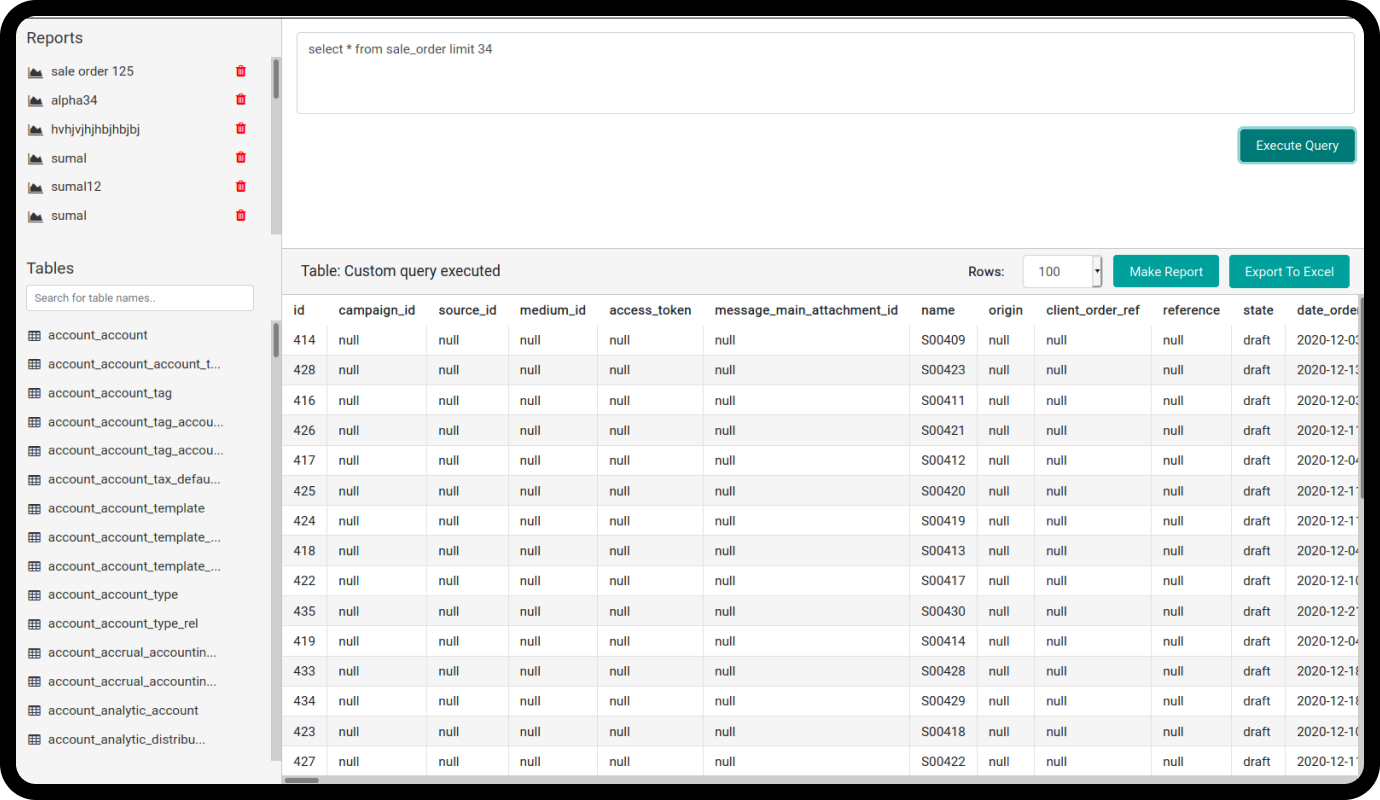 Reports
sale order 125
alpha34
hvhjvjhjhbjhbjbj
sumal
sumal12
sumal
Tables
Search for table names..
account_account
account_account_account_t...
account_account_tag
account_account_tag_accou...
account_account_tag_accou...
account_account_tax_defau...
account_account_template
account_account_template_...
account_account_template_...
account_account_type
account_account_type_rel
account_accrual_accountin...
account_accrual_accountin...
account_analytic_account
account_analytic_distribu...
select * from sale_order limit 34
Execute Query
Table: Custom query executed Rows: 100 Make Report Export To Excel
id campaign_id source_id medium_id access_token message_main_attachment_id name origin client_order_ref reference state date_order
414 null null null null null S00409 null null null draft 2020-12-03
428 null null null null null S00423 null null null draft 2020-12-13
416 null null null null null S00411 null null null draft 2020-12-03
426 null null null null null S00421 null null null draft 2020-12-11
417 null null null null null S00412 null null null draft 2020-12-04
425 null null null null null S00420 null null null draft 2020-12-11
424 null null null null null S00419 null null null draft 2020-12-11
418 null null null null null S00413 null null null draft 2020-12-04
422 null null null null null S00417 null null null draft 2020-12-10
435 null null null null null S00430 null null null draft 2020-12-21
419 null null null null null S00414 null null null draft 2020-12-04
433 null null null null null S00428 null null null draft 2020-12-18
434 null null null null null S00429 null null null draft 2020-12-18
423 null null null null null S00418 null null null draft 2020-12-10
427 null null null null null S00422 null null null draft 2020-12-11